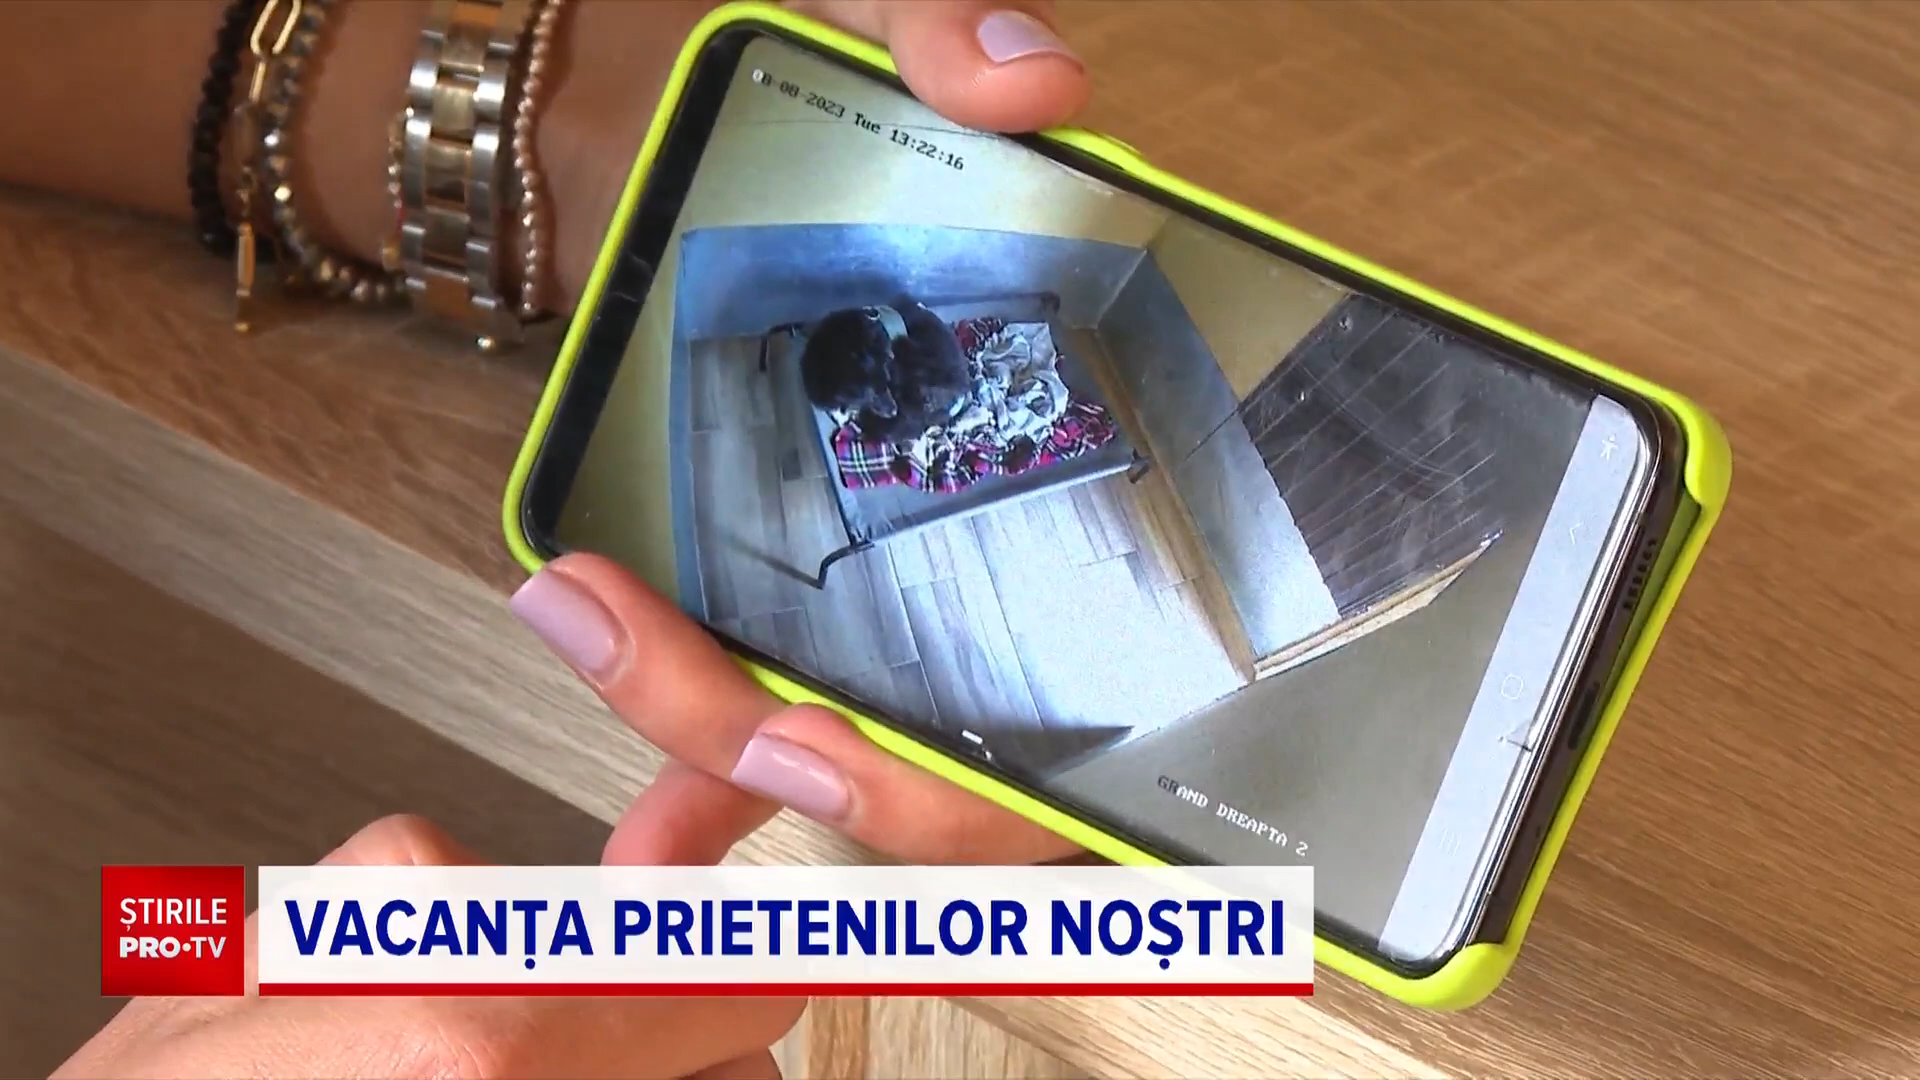 08-08-2023 Tue 13:22:16
GRAND DREAPTA 2
ȘTIRILE
PRO•TV
VACANȚA PRIETENILOR NOȘTRI